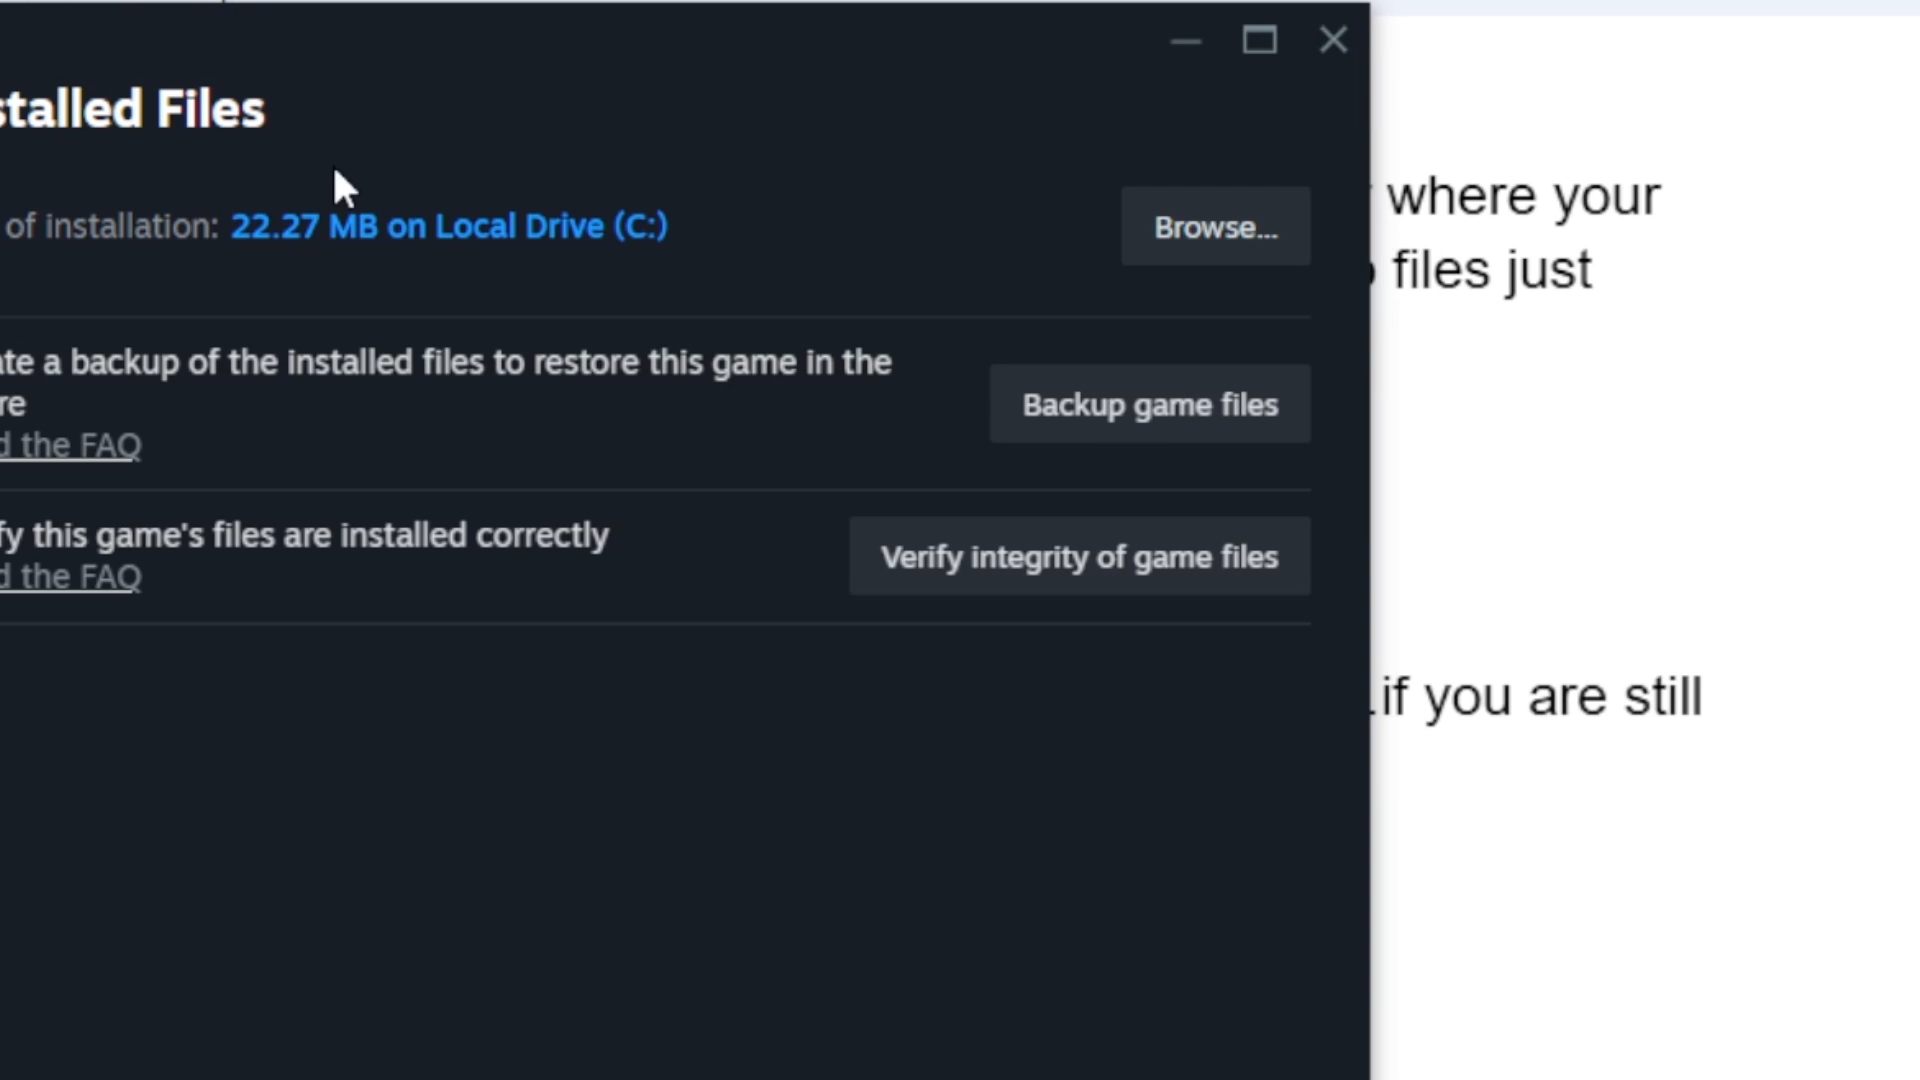 stalled Files
of installation: 22.27 MB on Local Drive (C:)
Browse...
ate a backup of the installed files to restore this game in the
re
Backup game files
d the FAQ
fy this game's files are installed correctly
Verify integrity of game files
d the FAQ
where your
files just
.if you are still